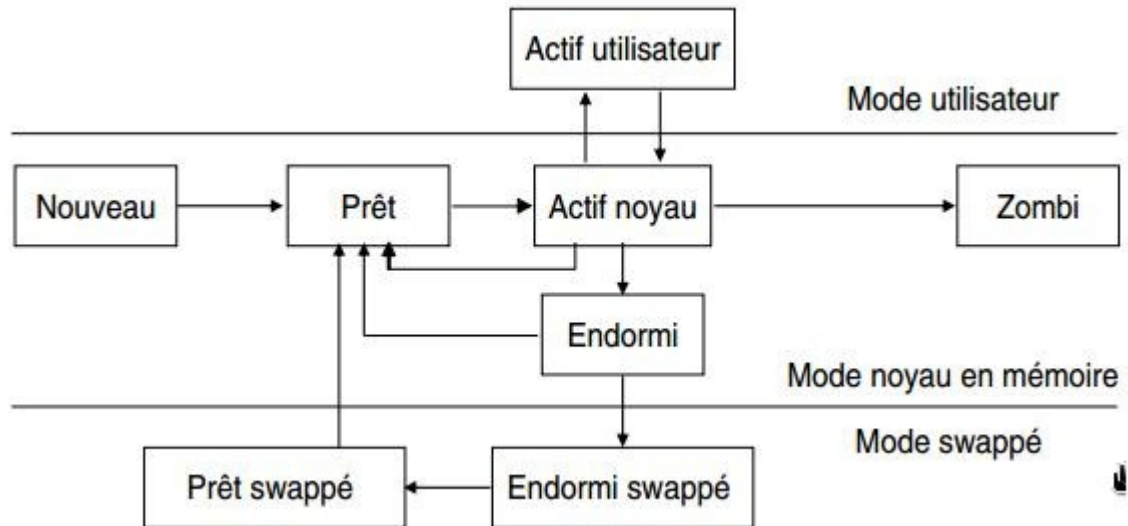 Actif utilisateur
Mode utilisateur
Nouveau
Prêt
Actif noyau
Zombi
Endormi
Mode noyau en mémoire
Mode swappé
Prêt swappé
Endormi swappé